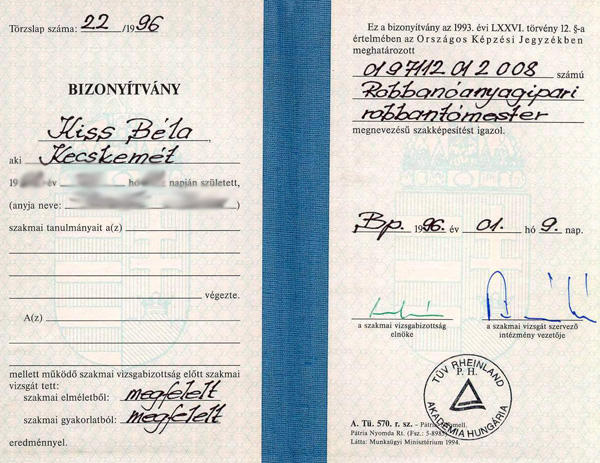 Törzslap száma: 22 /1996
BIZONYÍTVÁNY
Kiss Béla,
aki Kecskemét
19 év hó napján született,
(anyja neve: )
szakmai tanulmányait a(z)
végezte.
A(z)
mellett működő szakmai vizsgabizottság előtt szakmai
vizsgát tett:
szakmai elméletből: megfelelt
szakmai gyakorlatból: megfelelt
eredménnyel.
Ez a bizonyítvány az 1993. évi LXXVI. törvény 12. §-a
értelmében az Országos Képzési Jegyzékben
meghatározott
019711201 2 008 számú
Robbanóanyagipari
robbantómester
megnevezésű szakképesítést igazol.
Bp. 1996. év 01. hó 9. nap.
a szakmai vizsgabizottság
elnöke
a szakmai vizsgát szervező
intézmény vezetője
TÜV RHEINLAND
P. H.
AKADÉMIA HUNGÁRIA
A. Tü. 570. r. sz. –
Pátria Nyomda Rt. (Fsz.:
Látta: Munkaügyi Minisztérium 1994.